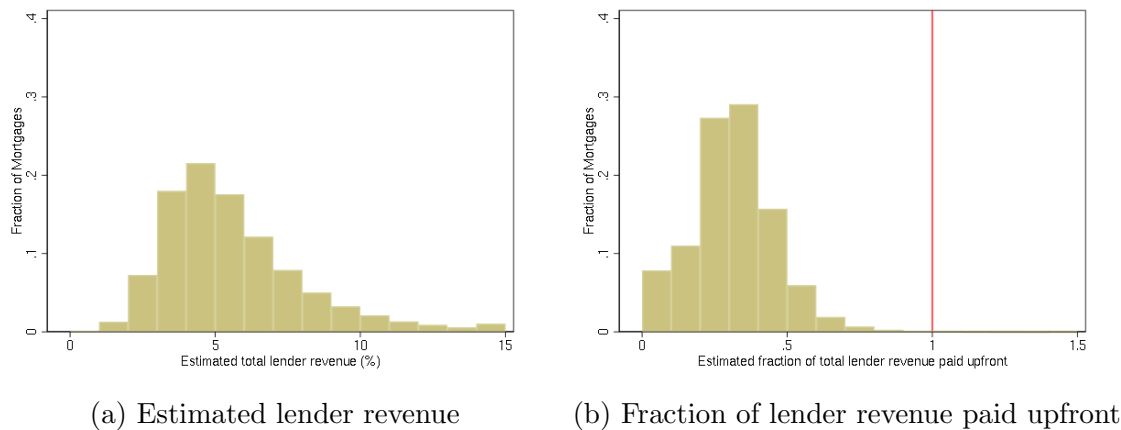 Fraction of Mortgages
.4
.3
.2
.1
0
0 5 10 15
Estimated total lender revenue (%)
(a) Estimated lender revenue
Fraction of Mortgages
.4
.3
.2
.1
0
0 .5 1 1.5
Estimated fraction of total lender revenue paid upfront
(b) Fraction of lender revenue paid upfront